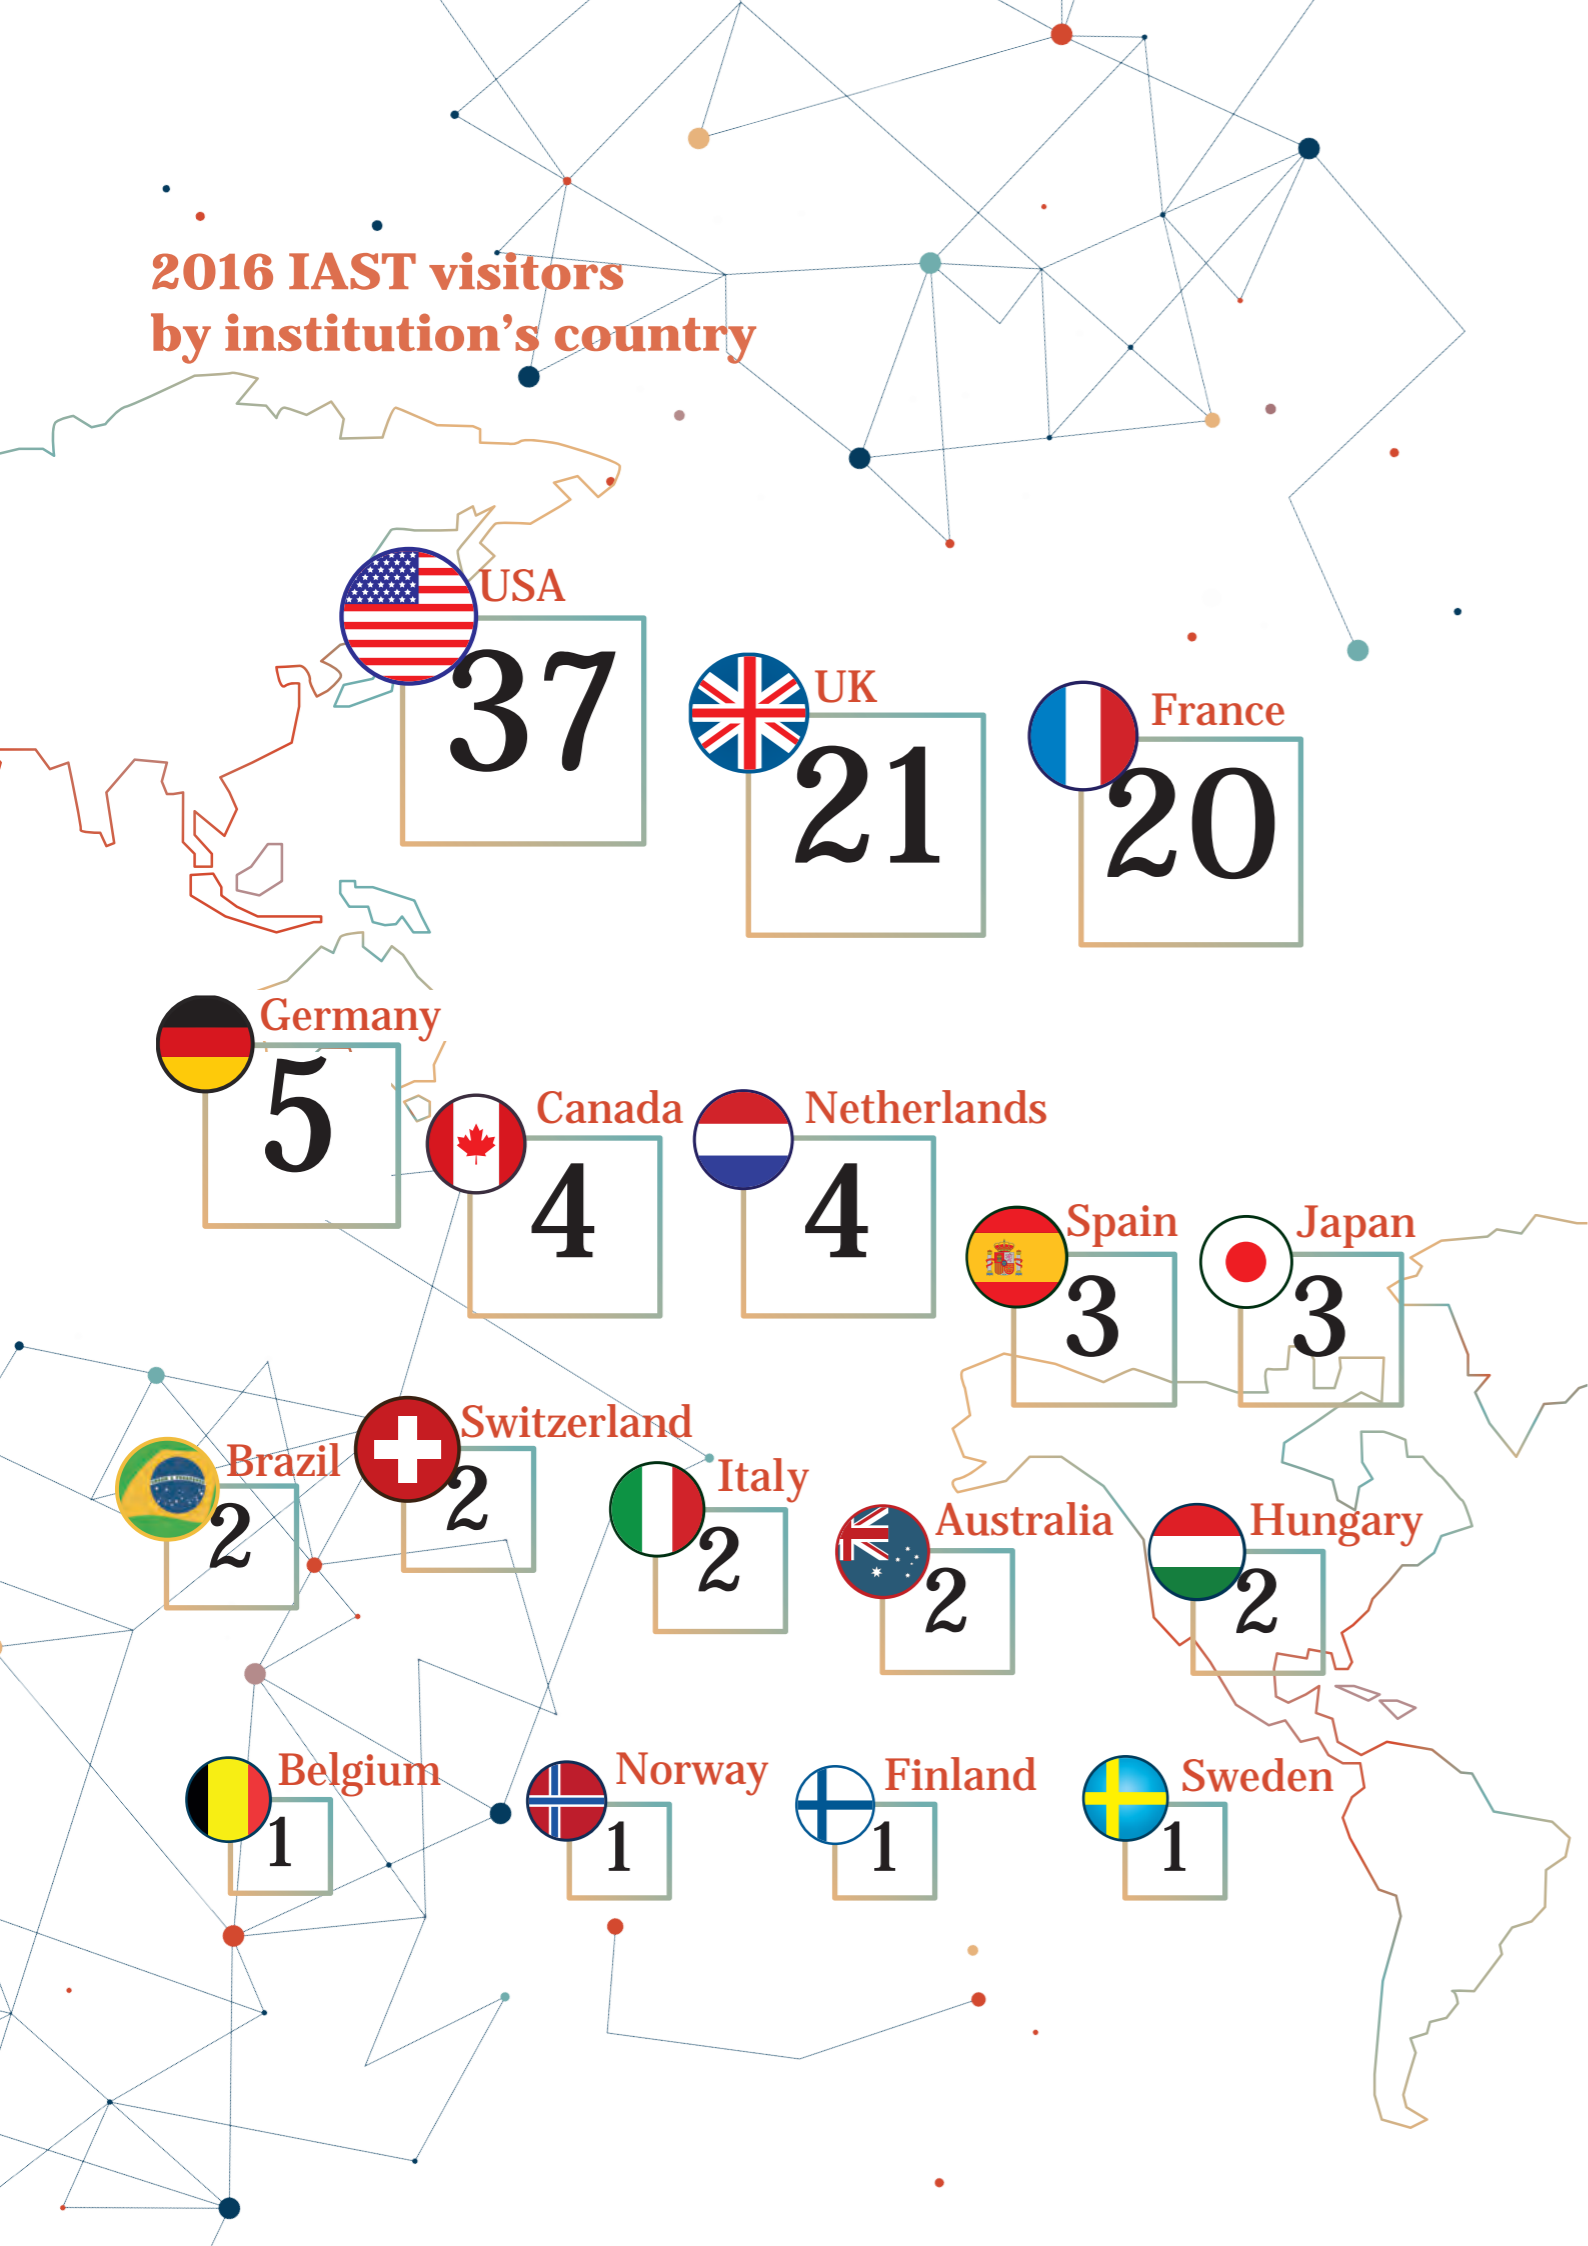 2016 IAST visitors
by institution’s country
USA
37
UK
21
France
20
Germany
5
Canada
4
Netherlands
4
Spain
3
Japan
3
Brazil
2
Switzerland
2
Italy
2
Australia
2
Hungary
2
Belgium
1
Norway
1
Finland
1
Sweden
1